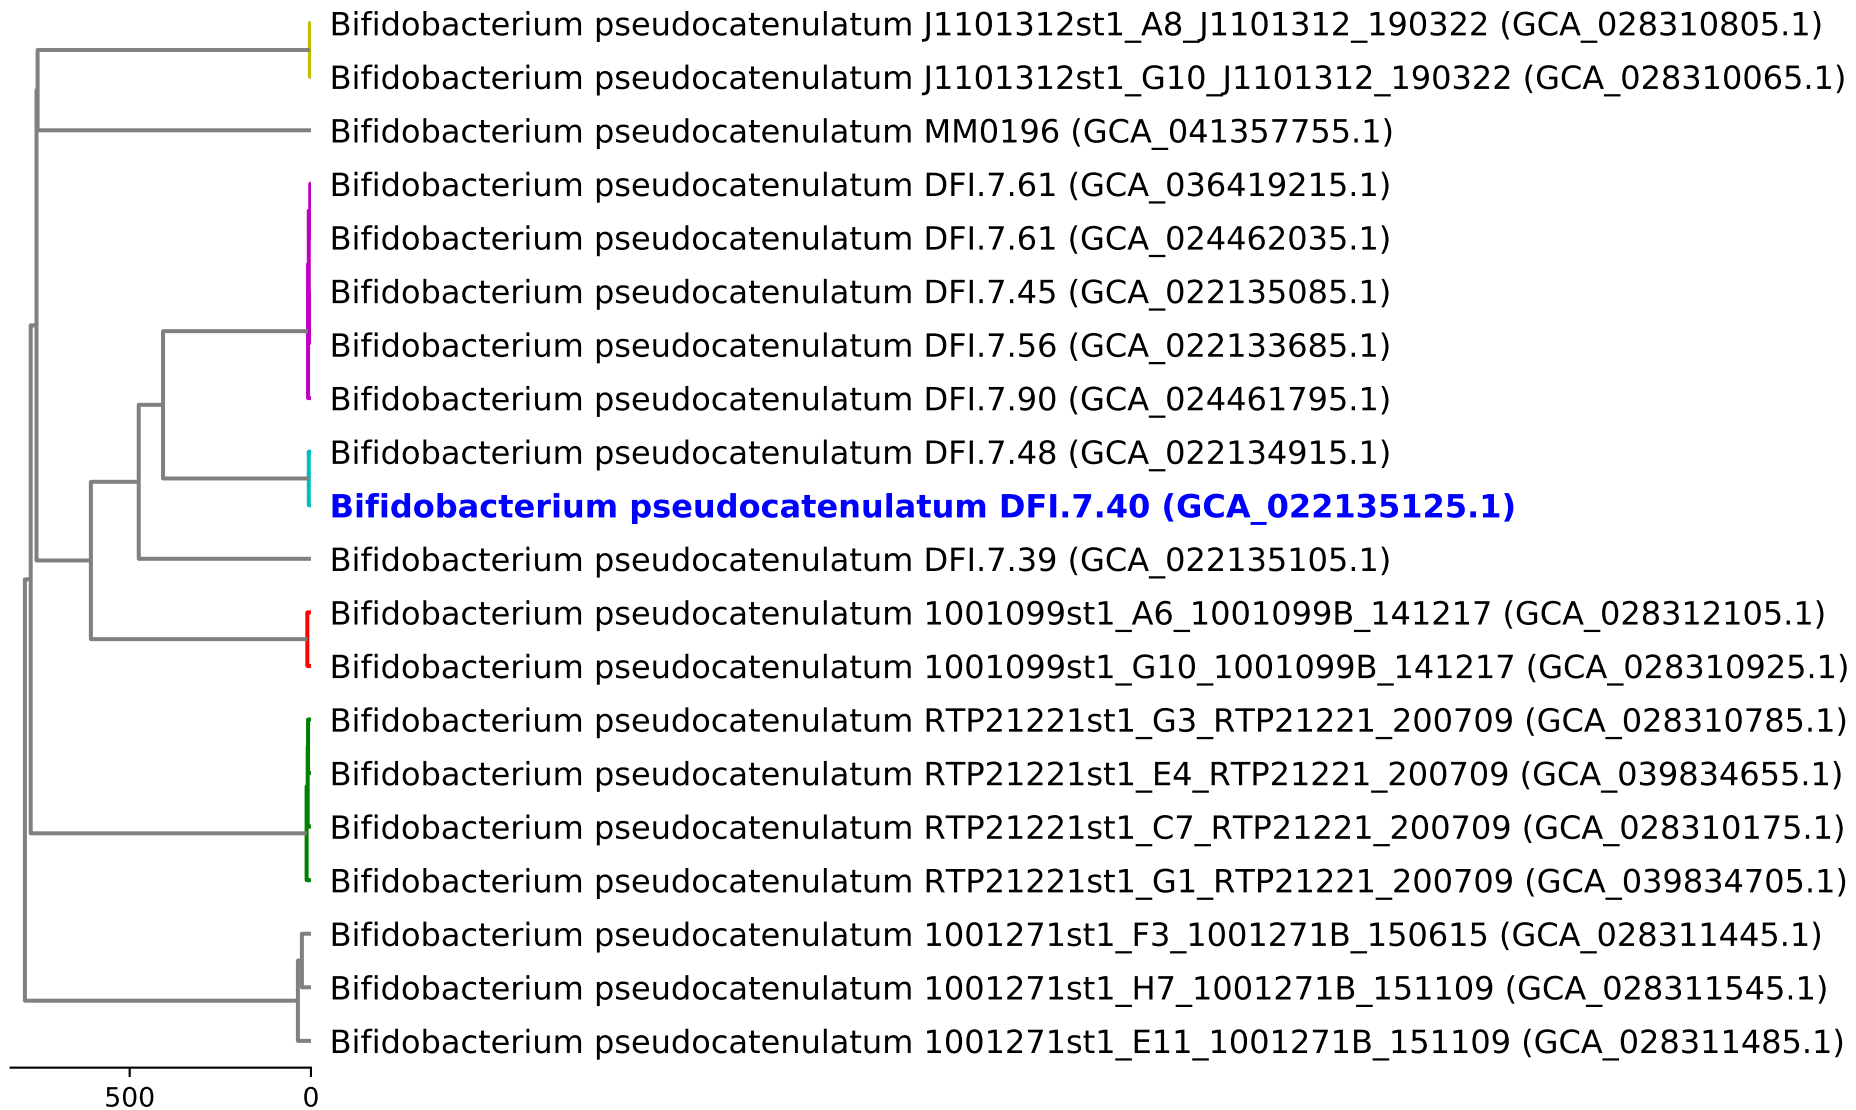 Bifidobacterium pseudocatenulatum J1101312st1_A8_J1101312_190322 (GCA_028310805.1)
Bifidobacterium pseudocatenulatum J1101312st1_G10_J1101312_190322 (GCA_028310065.1)
Bifidobacterium pseudocatenulatum MM0196 (GCA_041357755.1)
Bifidobacterium pseudocatenulatum DFI.7.61 (GCA_036419215.1)
Bifidobacterium pseudocatenulatum DFI.7.61 (GCA_024462035.1)
Bifidobacterium pseudocatenulatum DFI.7.45 (GCA_022135085.1)
Bifidobacterium pseudocatenulatum DFI.7.56 (GCA_022133685.1)
Bifidobacterium pseudocatenulatum DFI.7.90 (GCA_024461795.1)
Bifidobacterium pseudocatenulatum DFI.7.48 (GCA_022134915.1)
Bifidobacterium pseudocatenulatum DFI.7.40 (GCA_022135125.1)
Bifidobacterium pseudocatenulatum DFI.7.39 (GCA_022135105.1)
Bifidobacterium pseudocatenulatum 1001099st1_A6_1001099B_141217 (GCA_028312105.1)
Bifidobacterium pseudocatenulatum 1001099st1_G10_1001099B_141217 (GCA_028310925.1)
Bifidobacterium pseudocatenulatum RTP21221st1_G3_RTP21221_200709 (GCA_028310785.1)
Bifidobacterium pseudocatenulatum RTP21221st1_E4_RTP21221_200709 (GCA_039834655.1)
Bifidobacterium pseudocatenulatum RTP21221st1_C7_RTP21221_200709 (GCA_028310175.1)
Bifidobacterium pseudocatenulatum RTP21221st1_G1_RTP21221_200709 (GCA_039834705.1)
Bifidobacterium pseudocatenulatum 1001271st1_F3_1001271B_150615 (GCA_028311445.1)
Bifidobacterium pseudocatenulatum 1001271st1_H7_1001271B_151109 (GCA_028311545.1)
Bifidobacterium pseudocatenulatum 1001271st1_E11_1001271B_151109 (GCA_028311485.1)
500 0